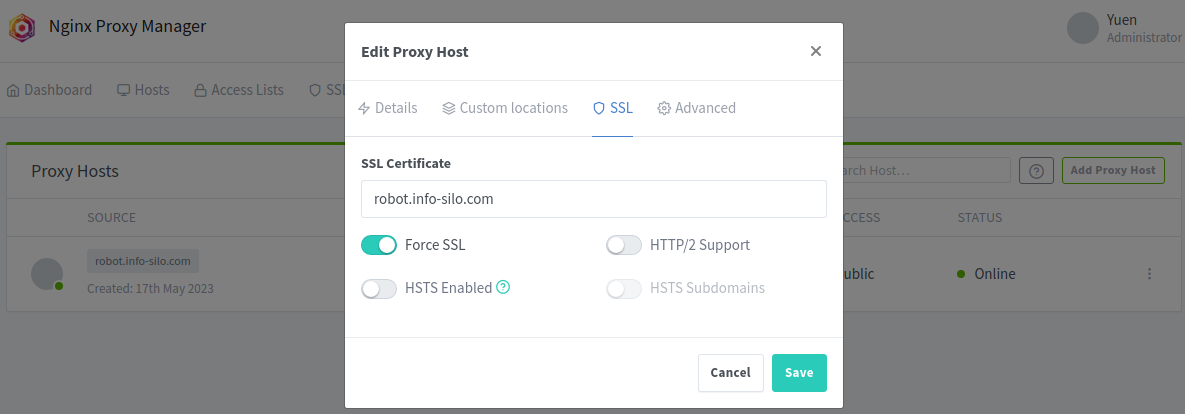 Nginx Proxy Manager
Yuen
Administrator
Dashboard
Hosts
Access Lists
Edit Proxy Host
Details
Custom locations
SSL
Advanced
SSL Certificate
robot.info-silo.com
Force SSL
HTTP/2 Support
HSTS Enabled
HSTS Subdomains
Cancel
Save
Proxy Hosts
arch Host…
Add Proxy Host
SOURCE
CCESS
STATUS
robot.info-silo.com
Created: 17th May 2023
ublic
Online